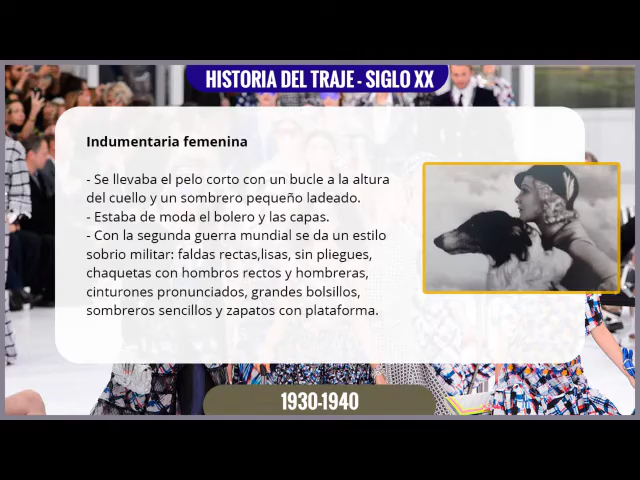 HISTORIA DEL TRAJE - SIGLO XX
Indumentaria femenina
- Se llevaba el pelo corto con un bucle a la altura
del cuello y un sombrero pequeño ladeado.
- Estaba de moda el bolero y las capas.
- Con la segunda guerra mundial se da un estilo
sobrio militar: faldas rectas,lisas, sin pliegues,
chaquetas con hombros rectos y hombreras,
cinturones pronunciados, grandes bolsillos,
sombreros sencillos y zapatos con plataforma.
1930-1940